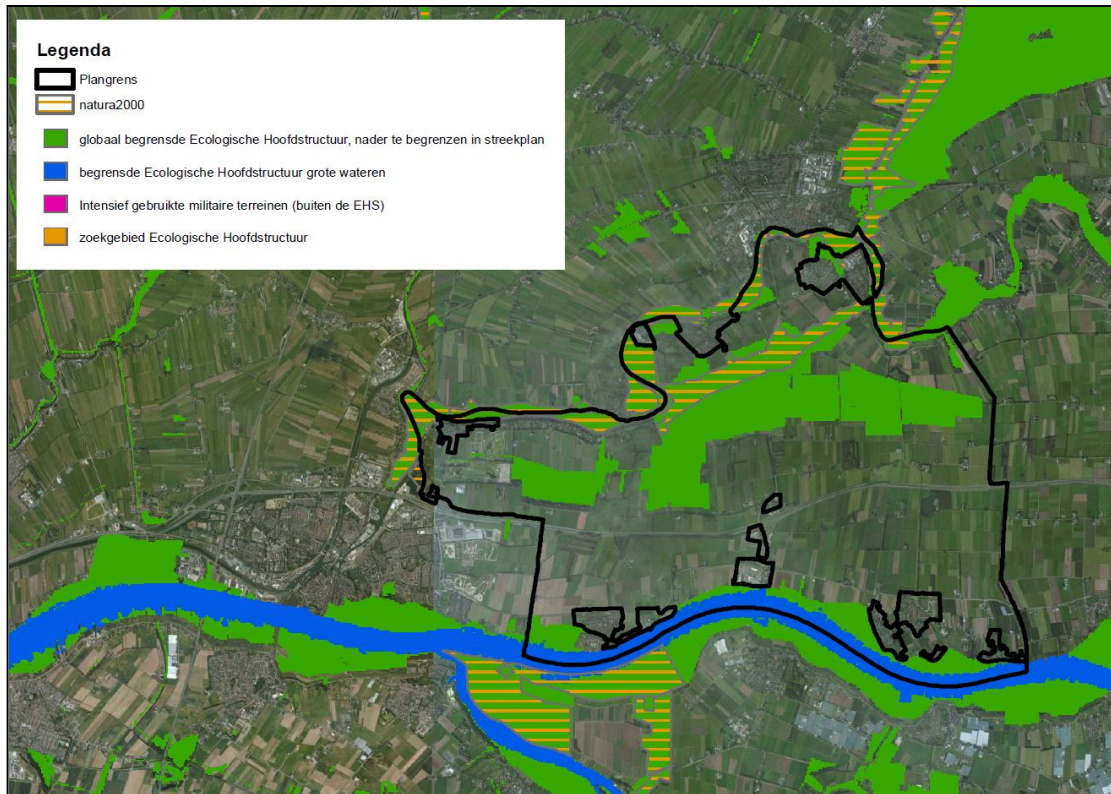 Legenda
Plangrens
natura2000
globaal begrensde Ecologische Hoofdstructuur, nader te begrenzen in streekplan
begrensde Ecologische Hoofdstructuur grote wateren
Intensief gebruikte militaire terreinen (buiten de EHS)
zoekgebied Ecologische Hoofdstructuur